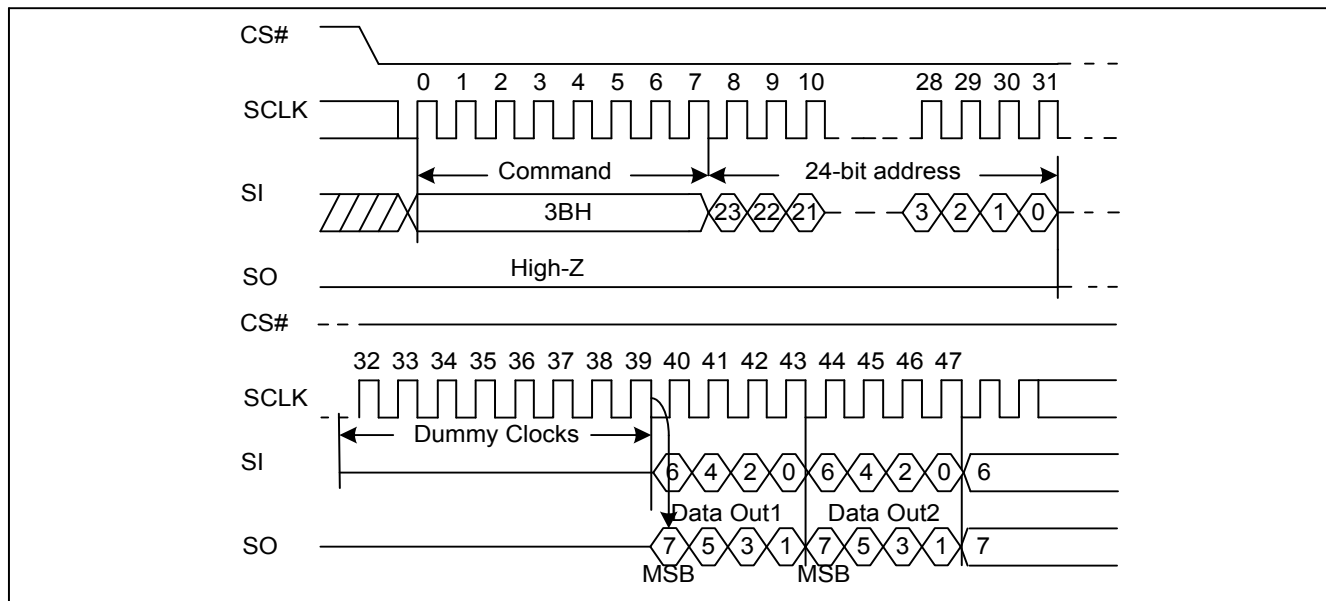 CS#
0 1 2 3 4 5 6 7 8 9 10 28 29 30 31
SCLK
Command 24-bit address
SI
3BH 23 22 21 3 2 1 0
High-Z
SO
CS#
32 33 34 35 36 37 38 39 40 41 42 43 44 45 46 47
SCLK
Dummy Clocks
SI
6 4 2 0 6 4 2 0 6
Data Out1 Data Out2
SO
7 5 3 1 7 5 3 1 7
MSB MSB